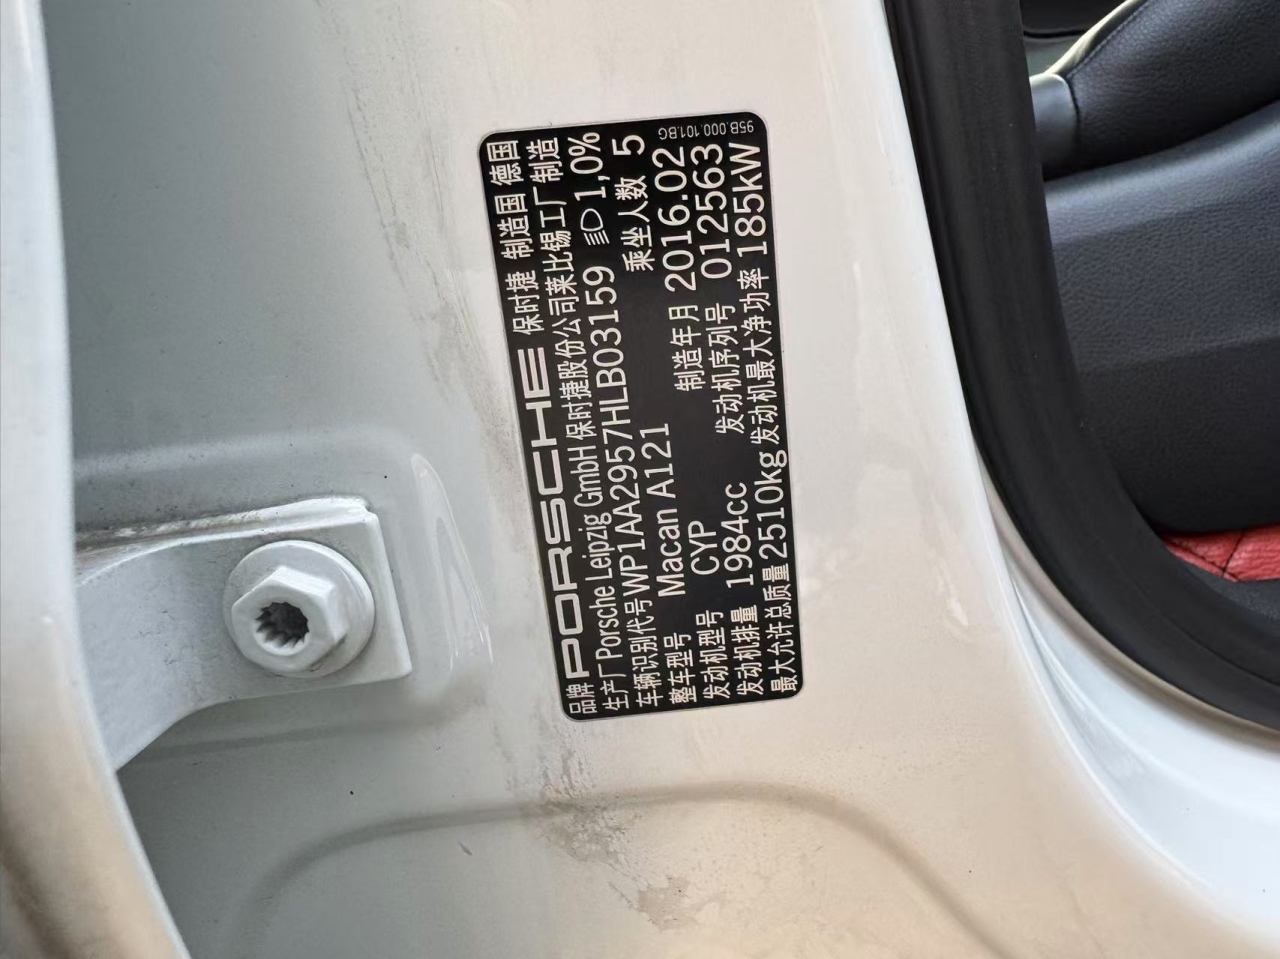 品牌 PORSCHE 保时捷 制造国 德国
生产厂 Porsche Leipzig GmbH 保时捷股份公司莱比锡工厂制造
车辆识别代号 WP1AA2957HLB03159 1,0%
整车型号 Macan A121 乘坐人数 5
发动机型号 CYP 制造年月 2016.02
发动机排量 1984cc 发动机序列号 012563
最大允许总质量 2510kg 发动机最大净功率 185kW
95B.000.101.BG